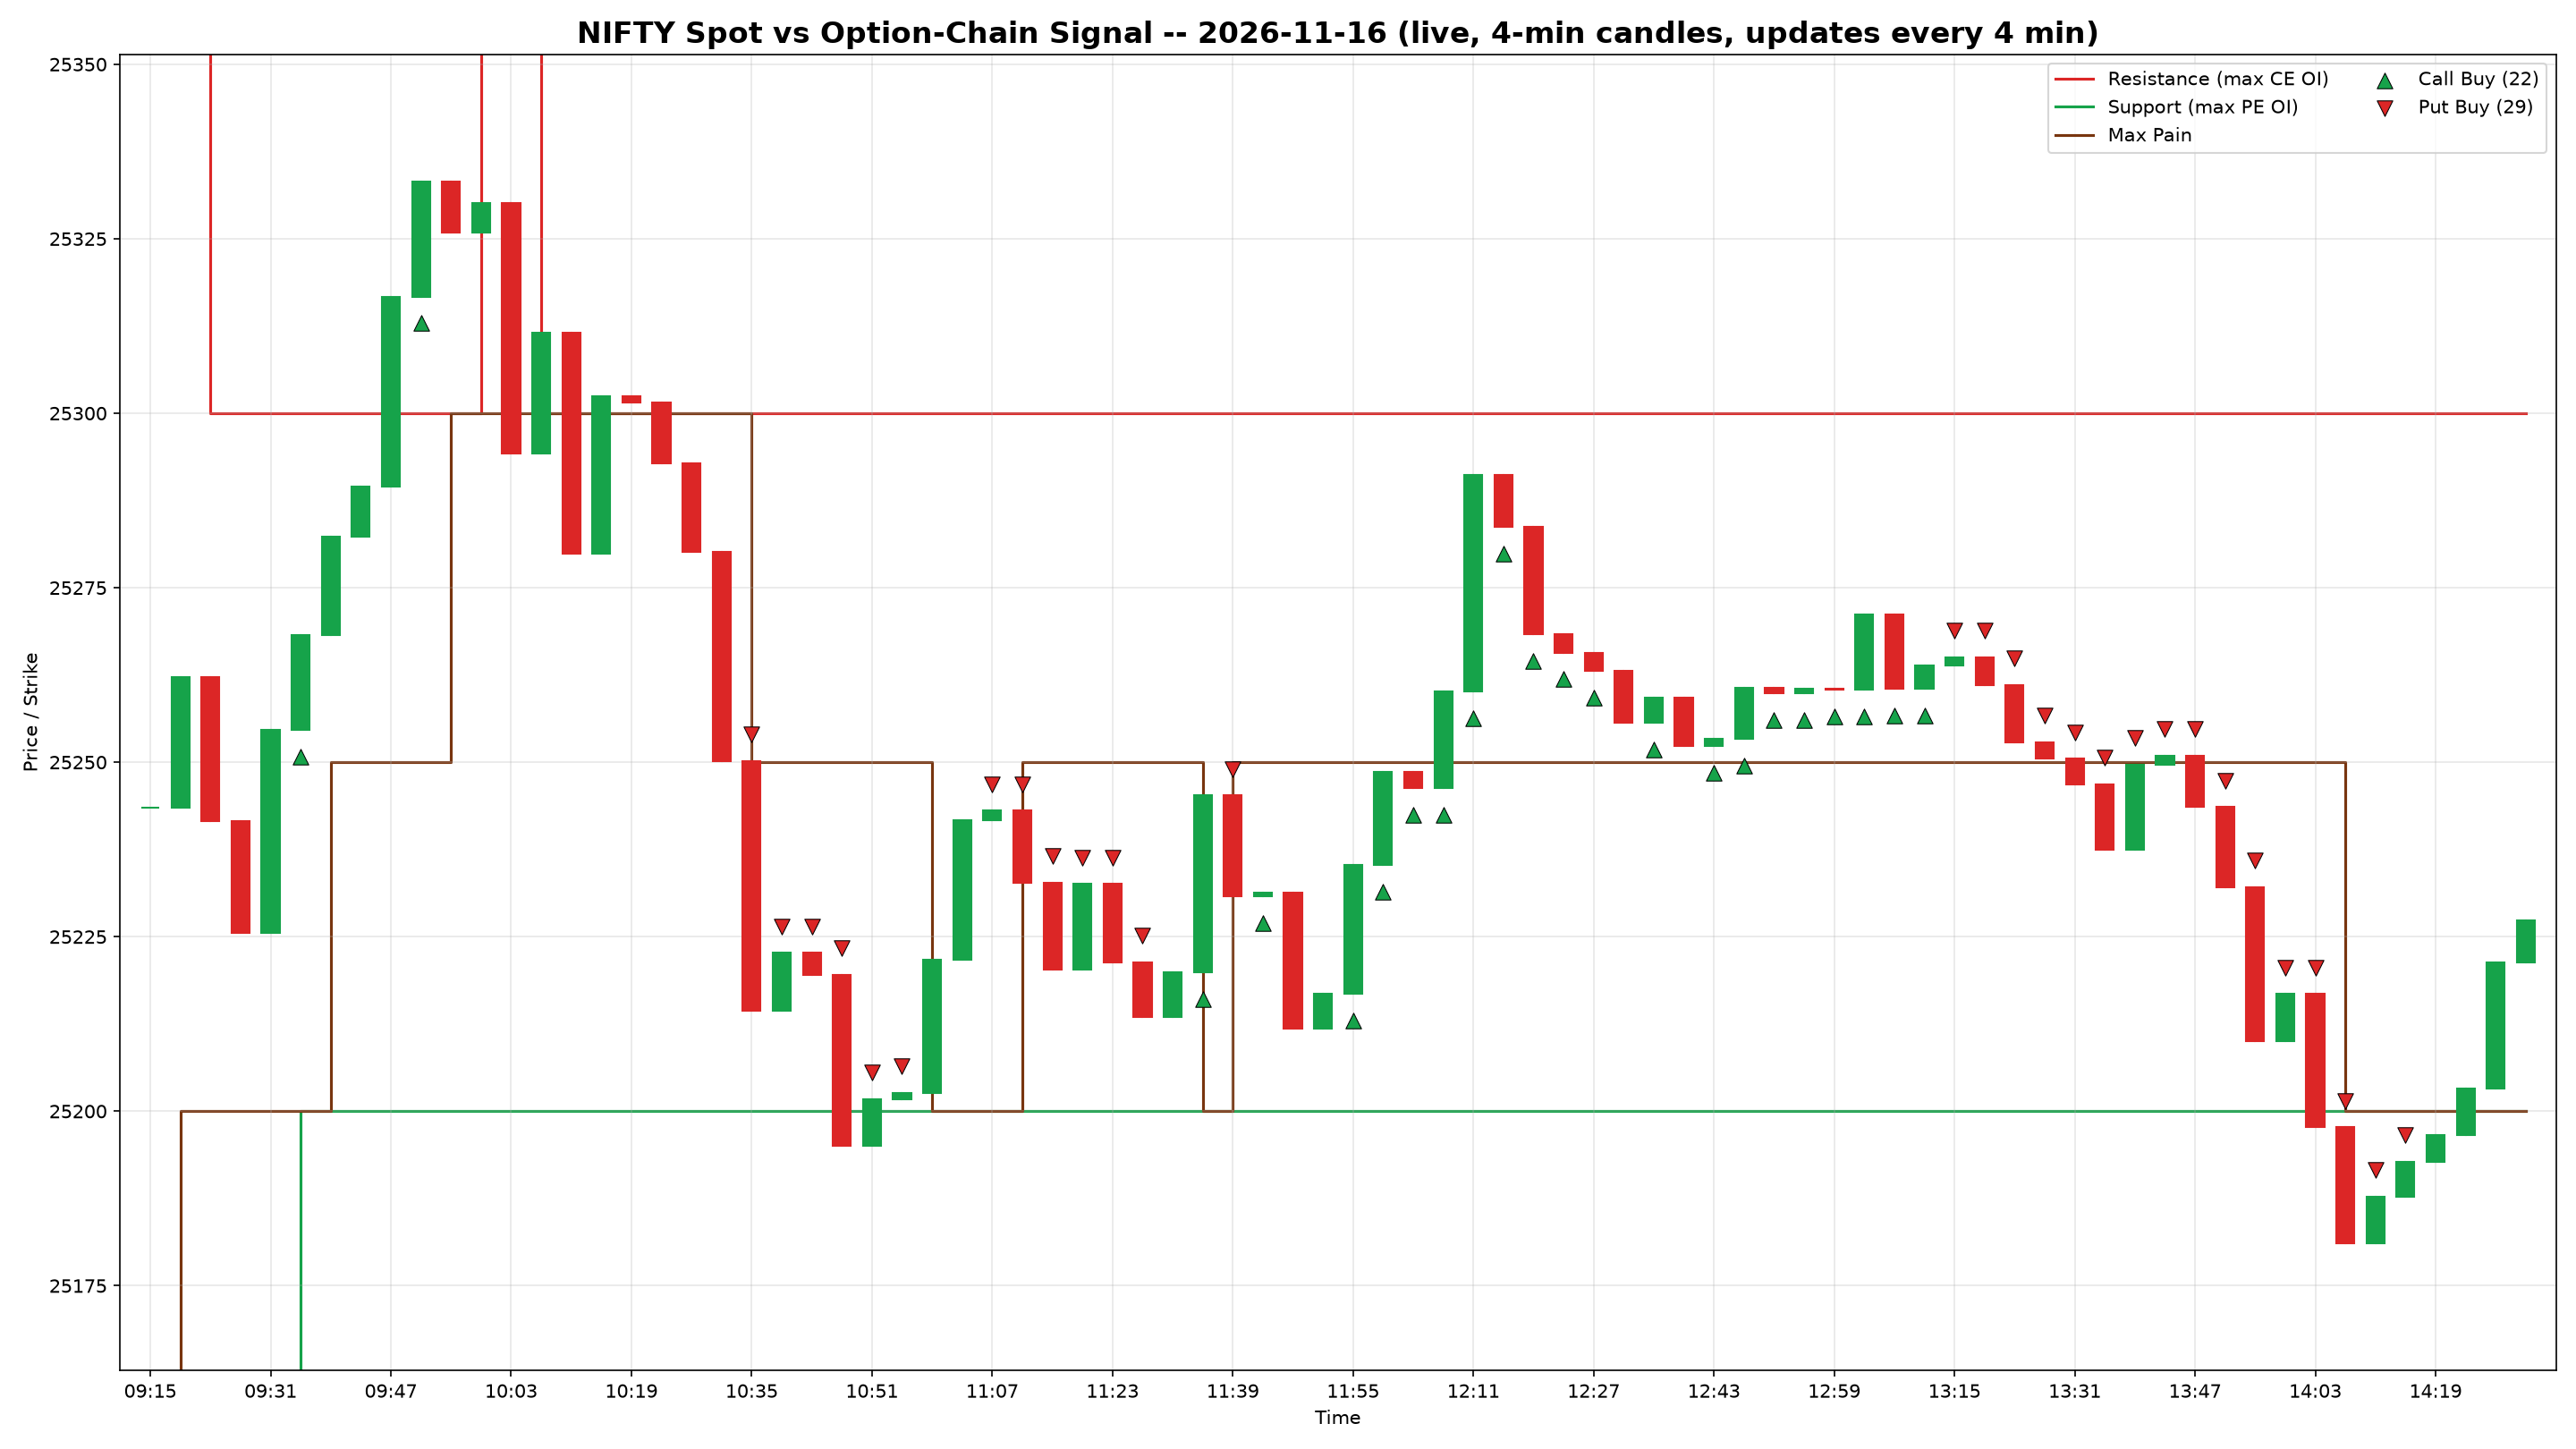 NIFTY Spot vs Option-Chain Signal -- 2026-11-16 (live, 4-min candles, updates every 4 min)
Resistance (max CE OI)
Support (max PE OI)
Max Pain
Call Buy (22)
Put Buy (29)
Price / Strike
25350
25325
25300
25275
25250
25225
25200
25175
09:15 09:31 09:47 10:03 10:19 10:35 10:51 11:07 11:23 11:39 11:55 12:11 12:27 12:43 12:59 13:15 13:31 13:47 14:03 14:19
Time